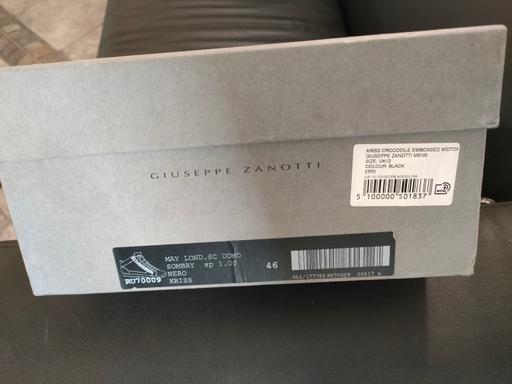 KRISS CROCODILE EMBOSSED MIDTOP
GIUSEPPE ZANOTTI MENS
SIZE: UK12
COLOUR: BLACK
£550
5 100000 501837
GIUSEPPE ZANOTTI
MAY LOND.SC UOMO
SOMBRY sp 1.03 46
NERO
RU70009 KRISS